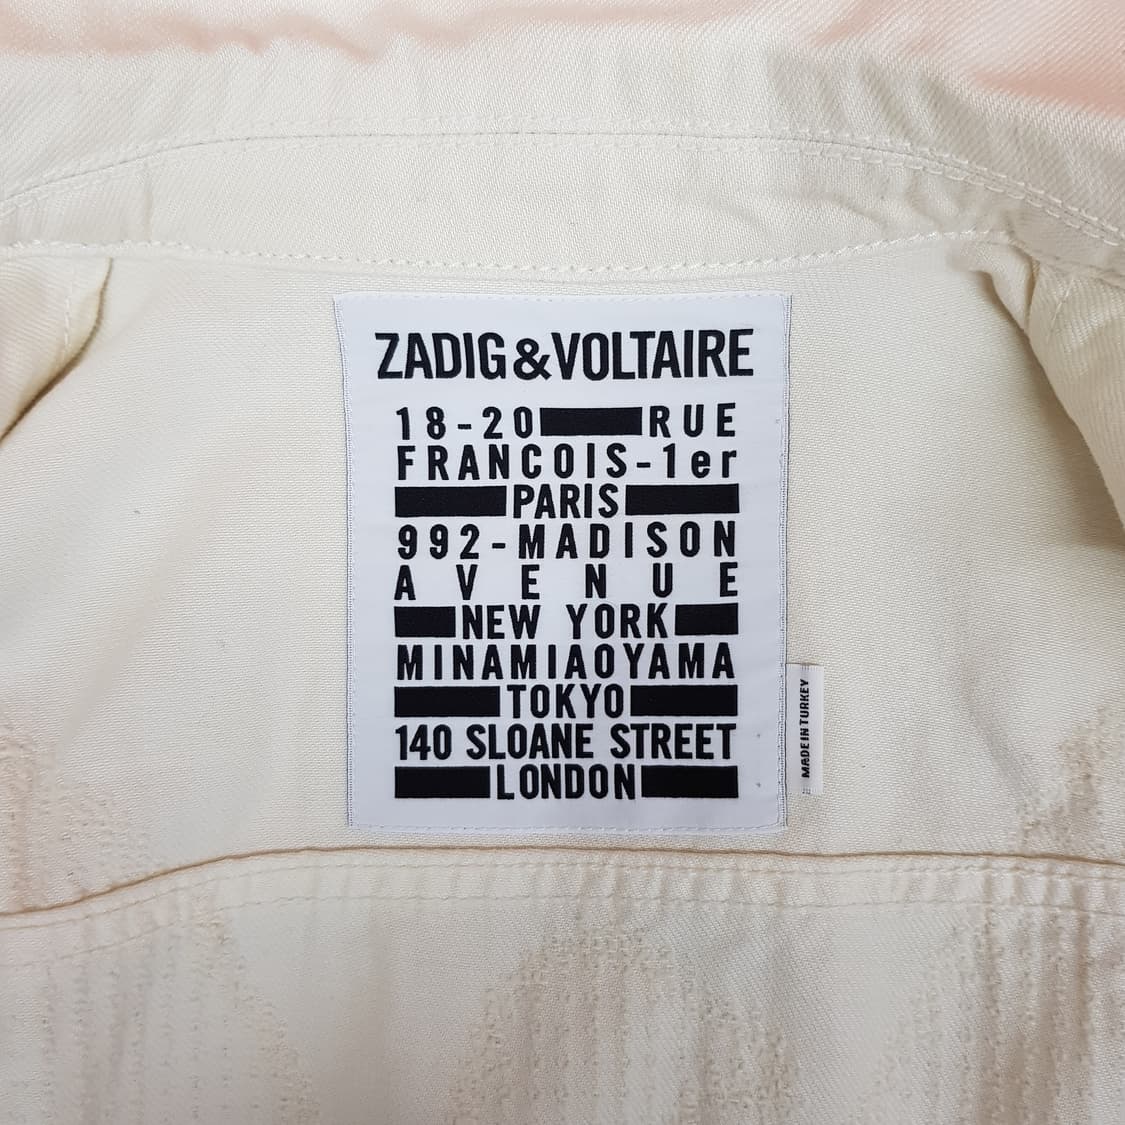 ZADIG&VOLTAIRE
18-20 RUE
FRANCOIS-1er
PARIS
992-MADISON
AVENUE
NEW YORK
MINAMIAOYAMA
TOKYO
140 SLOANE STREET
LONDON
MADE IN TURKEY